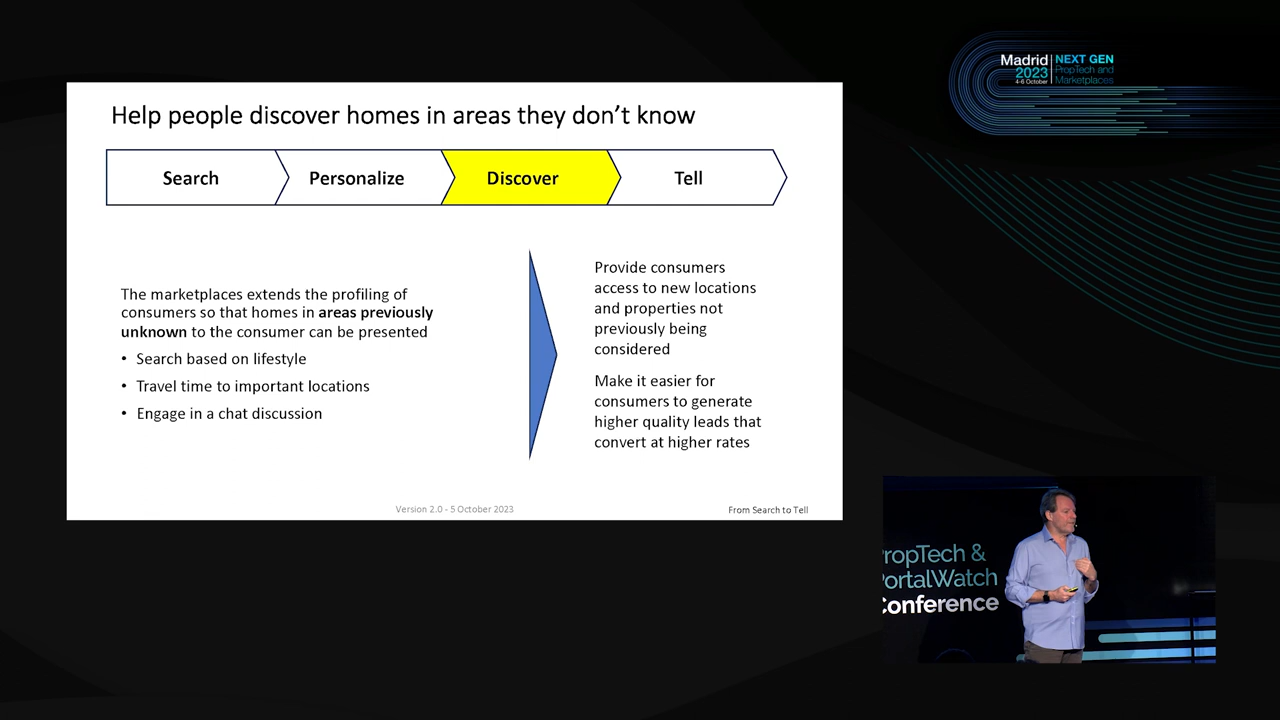 Help people discover homes in areas they don't know
Search
Personalize
Discover
Tell
The marketplaces extends the profiling of
consumers so that homes in areas previously
unknown to the consumer can be presented
• Search based on lifestyle
• Travel time to important locations
• Engage in a chat discussion
Provide consumers
access to new locations
and properties not
previously being
considered
Make it easier for
consumers to generate
higher quality leads that
convert at higher rates
Version 2.0 - 5 October 2023
From Search to Tell
Madrid
2023
4-6 October
NEXT GEN
PropTech and
Marketplaces
ropTech &
ortalWatch
Conference